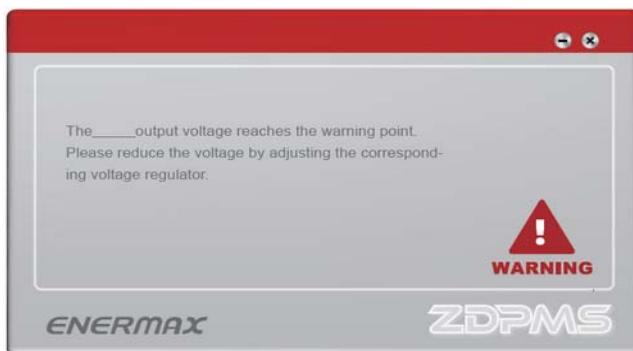 The_____output voltage reaches the warning point.
Please reduce the voltage by adjusting the correspond-
ing voltage regulator.
!
WARNING
ENERMAX
ZDPMS